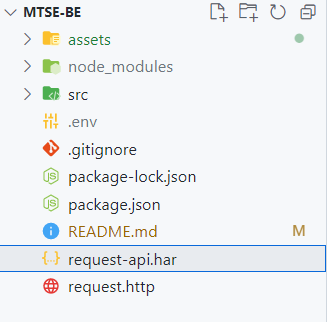 MTSE-BE
assets
node_modules
src
.env
.gitignore
package-lock.json
package.json
README.md M
request-api.har
request.http